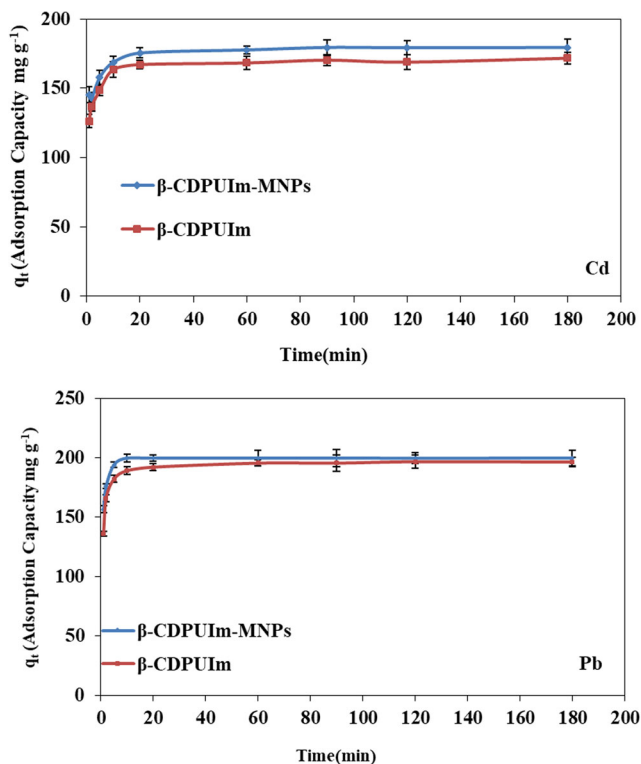 200
150
100
50
0
qt (Adsorption Capacity mg g-1)
β-CDPUIm-MNPs
β-CDPUIm
Cd
0 20 40 60 80 100 120 140 160 180 200
Time(min)
250
200
150
100
50
0
qt (Adsorption Capacity mg g-1)
β-CDPUIm-MNPs
β-CDPUIm
Pb
0 20 40 60 80 100 120 140 160 180 200
Time(min)